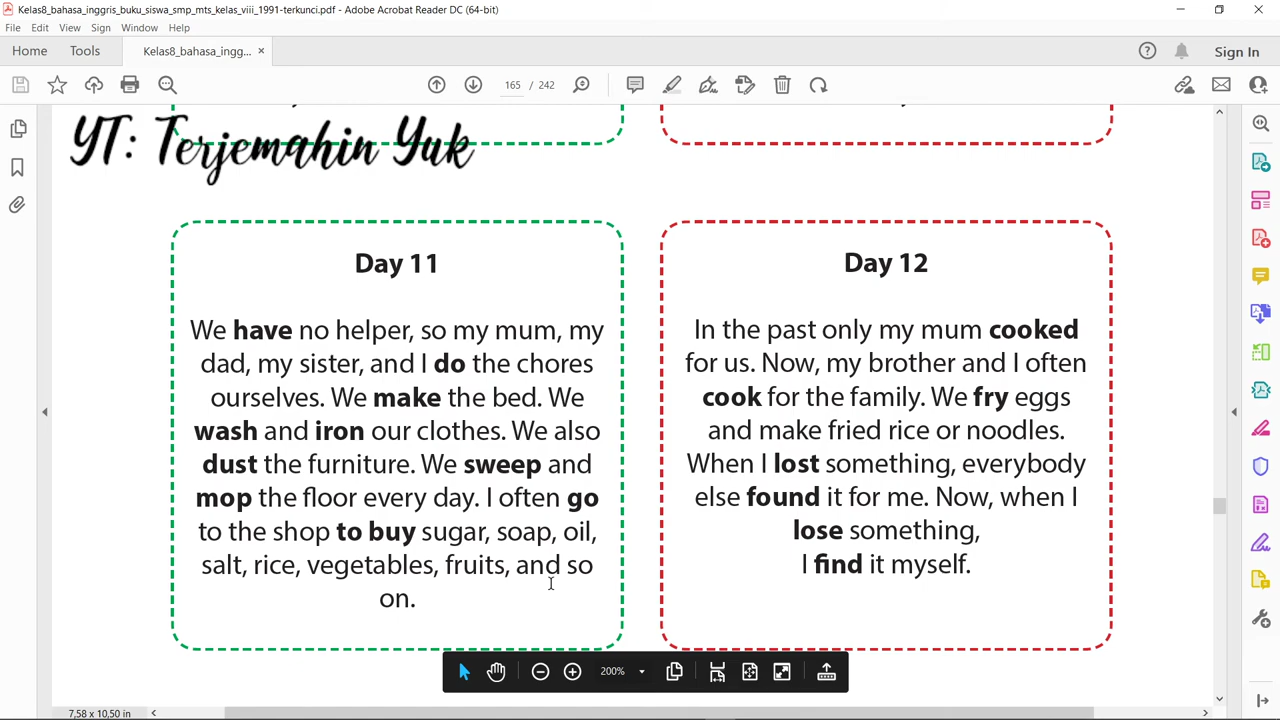 Kelas8_bahasa_inggris_buku_siswa_smp_mts_kelas_viii_1991-terkunci.pdf - Adobe Acrobat Reader DC (64-bit)
File Edit View Sign Window Help
Home Tools Kelas8_bahasa_ingg... × Sign In
165 / 242
YT: Terjemahin Yuk
Day 11
We have no helper, so my mum, my
dad, my sister, and I do the chores
ourselves. We make the bed. We
wash and iron our clothes. We also
dust the furniture. We sweep and
mop the floor every day. I often go
to the shop to buy sugar, soap, oil,
salt, rice, vegetables, fruits, and so
on.
Day 12
In the past only my mum cooked
for us. Now, my brother and I often
cook for the family. We fry eggs
and make fried rice or noodles.
When I lost something, everybody
else found it for me. Now, when I
lose something,
I find it myself.
200%
7,58 x 10,50 in